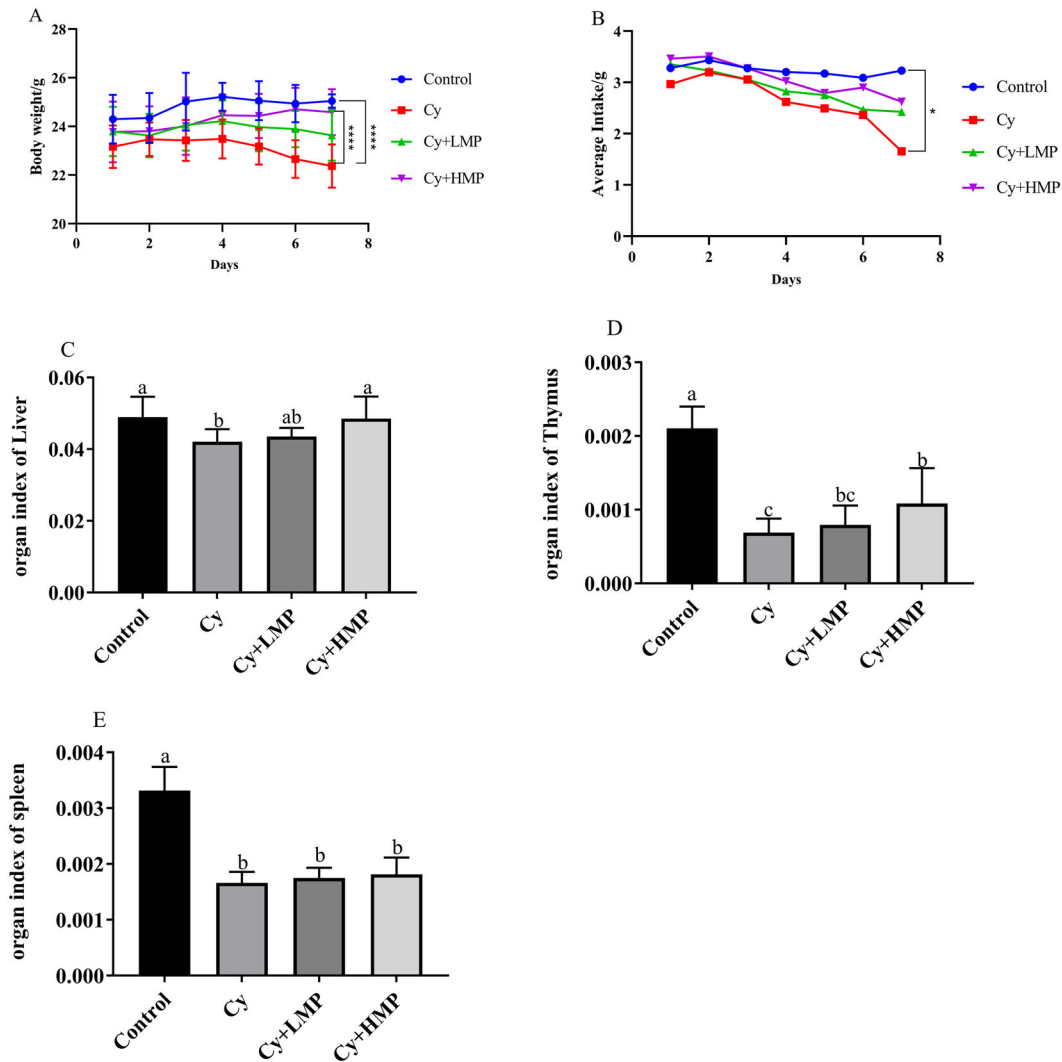 A
Body weight/g
26
28
24
22
20
0
2
4
6
8
Days
****
****
Control
Cy
Cy+LMP
Cy+HMP
B
Average Intake/g
4
3
2
1
0
0
2
4
6
8
Days
*
Control
Cy
Cy+LMP
Cy+HMP
C
organ index of Liver
0.06
0.04
0.02
0.00
a
b
ab
a
Control
Cy
Cy+LMP
Cy+HMP
D
organ index of Thymus
0.003
0.002
0.001
0.000
a
c
bc
b
Control
Cy
Cy+LMP
Cy+HMP
E
organ index of spleen
0.004
0.003
0.002
0.001
0.000
a
b
b
b
Control
Cy
Cy+LMP
Cy+HMP